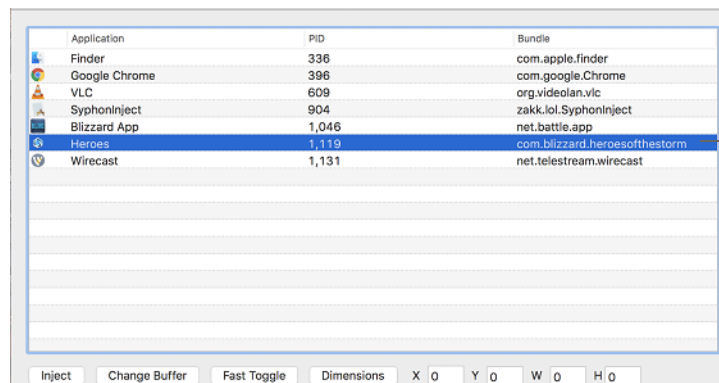 Application PID Bundle
Finder 336 com.apple.finder
Google Chrome 396 com.google.Chrome
VLC 609 org.videolan.vlc
SyphonInject 904 zakk.lol.SyphonInject
Blizzard App 1,046 net.battle.app
Heroes 1,119 com.blizzard.heroesofthestorm
Wirecast 1,131 net.telestream.wirecast
Inject Change Buffer Fast Toggle Dimensions X 0 Y 0 W 0 H 0